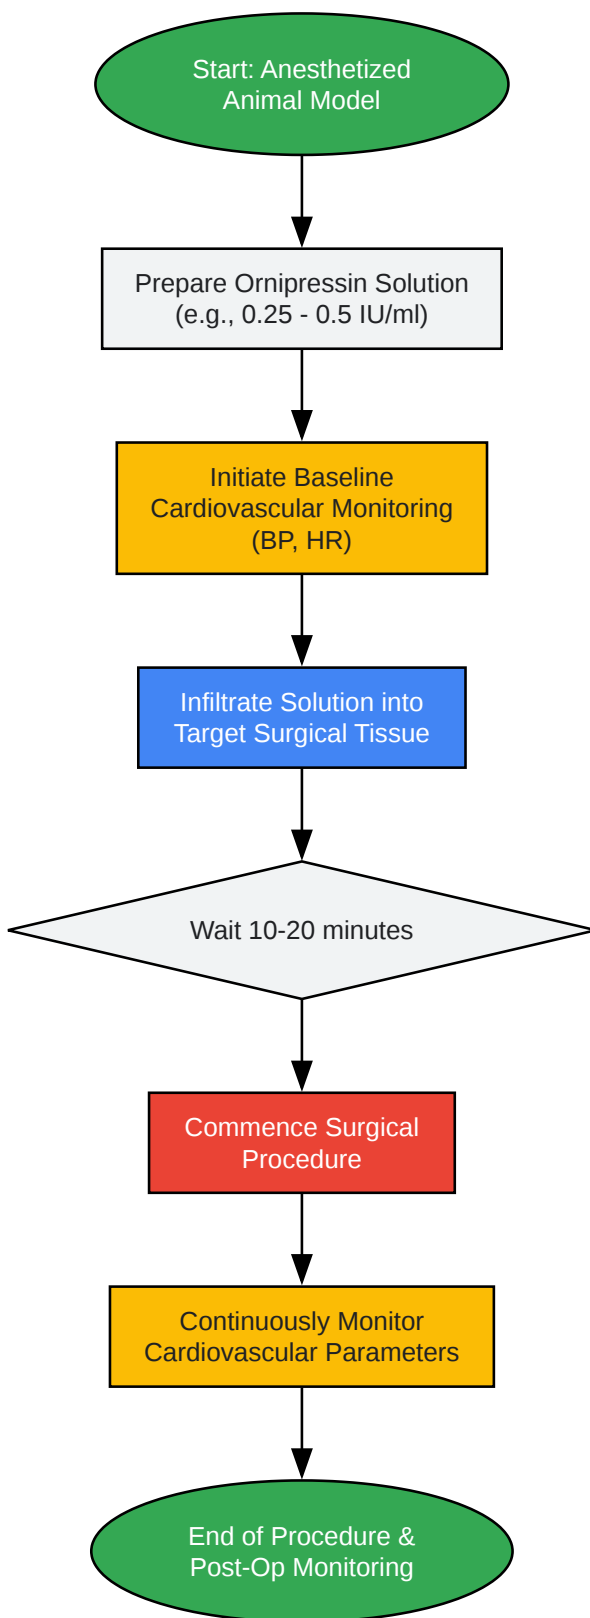 Start: Anesthetized
Animal Model
Prepare Ornipressin Solution
(e.g., 0.25 - 0.5 IU/ml)
Initiate Baseline
Cardiovascular Monitoring
(BP, HR)
Infiltrate Solution into
Target Surgical Tissue
Wait 10-20 minutes
Commence Surgical
Procedure
Continuously Monitor
Cardiovascular Parameters
End of Procedure &
Post-Op Monitoring